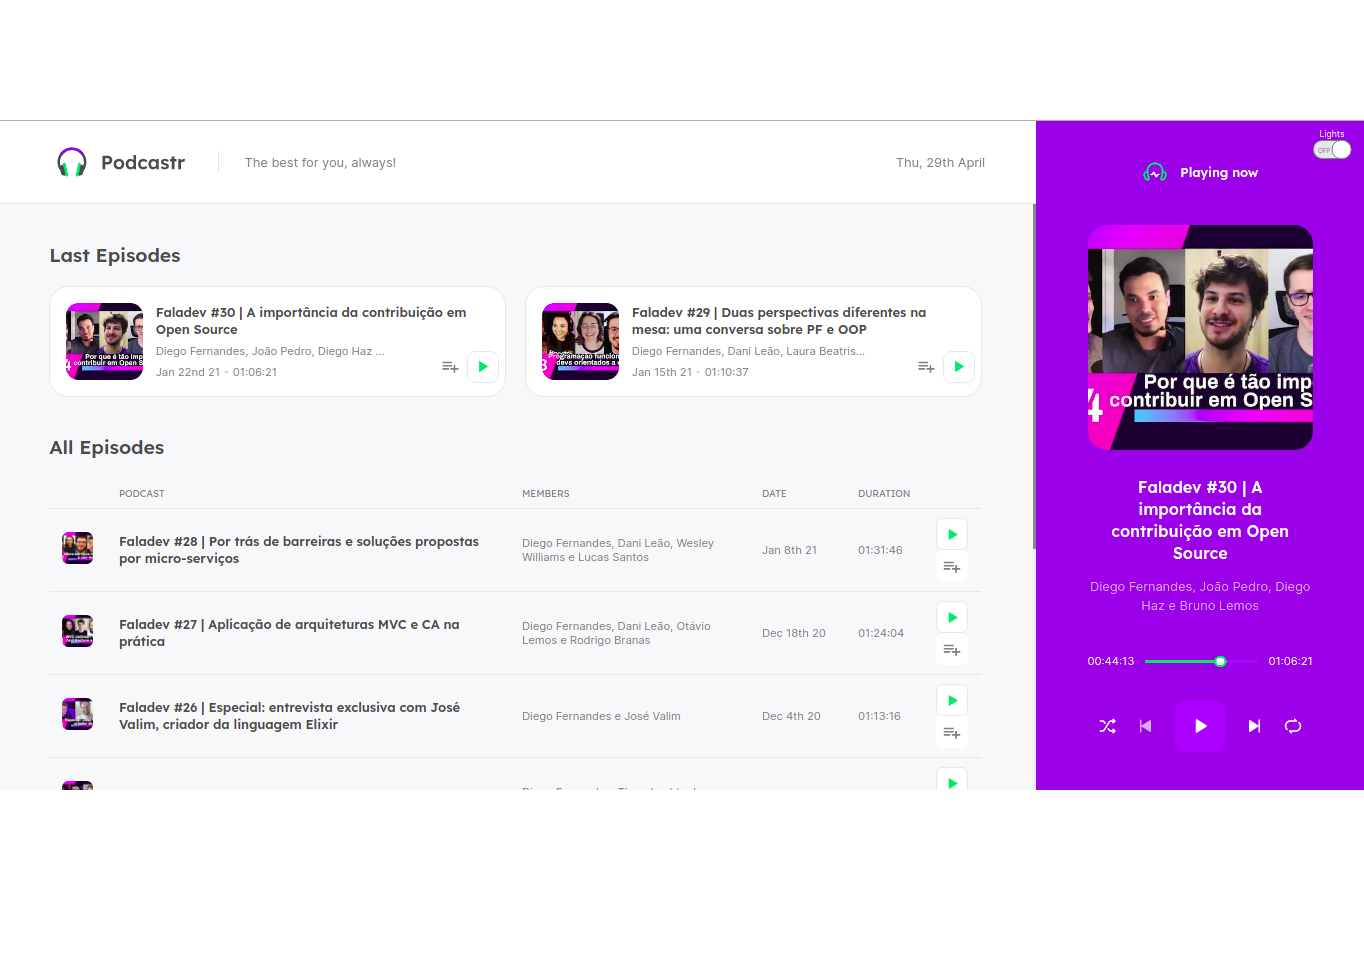 Podcastr
The best for you, always!
Thu, 29th April
Last Episodes
Faladev #30 | A importância da contribuição em
Open Source
Diego Fernandes, João Pedro, Diego Haz ...
Jan 22nd 21 • 01:06:21
Por que é tão imp
contribuir em Open S
Faladev #29 | Duas perspectivas diferentes na
mesa: uma conversa sobre PF e OOP
Diego Fernandes, Dani Leão, Laura Beatris...
Jan 15th 21 • 01:10:37
All Episodes
PODCAST MEMBERS DATE DURATION
Faladev #28 | Por trás de barreiras e soluções propostas
por micro-serviços
Diego Fernandes, Dani Leão, Wesley
Williams e Lucas Santos
Jan 8th 21
01:31:46
Faladev #27 | Aplicação de arquiteturas MVC e CA na
prática
Diego Fernandes, Dani Leão, Otávio
Lemos e Rodrigo Branas
Dec 18th 20
01:24:04
Faladev #26 | Especial: entrevista exclusiva com José
Valim, criador da linguagem Elixir
Diego Fernandes e José Valim
Dec 4th 20
01:13:16
Lights
OFF
Playing now
Por que é tão imp
contribuir em Open S
4
Faladev #30 | A
importância da
contribuição em Open
Source
Diego Fernandes, João Pedro, Diego
Haz e Bruno Lemos
00:44:13
01:06:21